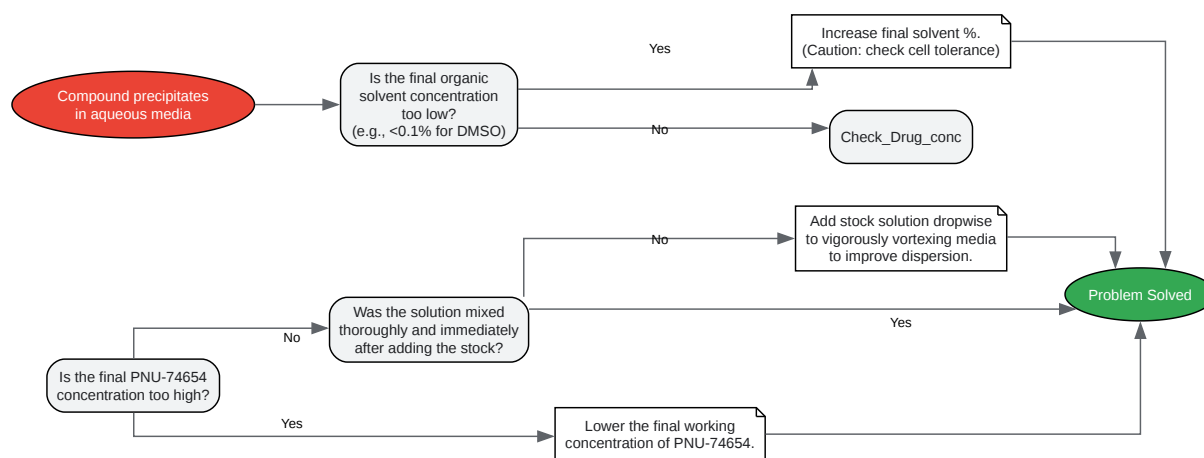 Compound precipitates
in aqueous media
Is the final organic
solvent concentration
too low?
(e.g., <0.1% for DMSO)
Yes
Increase final solvent %.
(Caution: check cell tolerance)
No
Check_Drug_conc
Is the final PNU-74654
concentration too high?
No
Was the solution mixed
thoroughly and immediately
after adding the stock?
No
Add stock solution dropwise
to vigorously vortexing media
to improve dispersion.
Yes
Problem Solved
Yes
Lower the final working
concentration of PNU-74654.